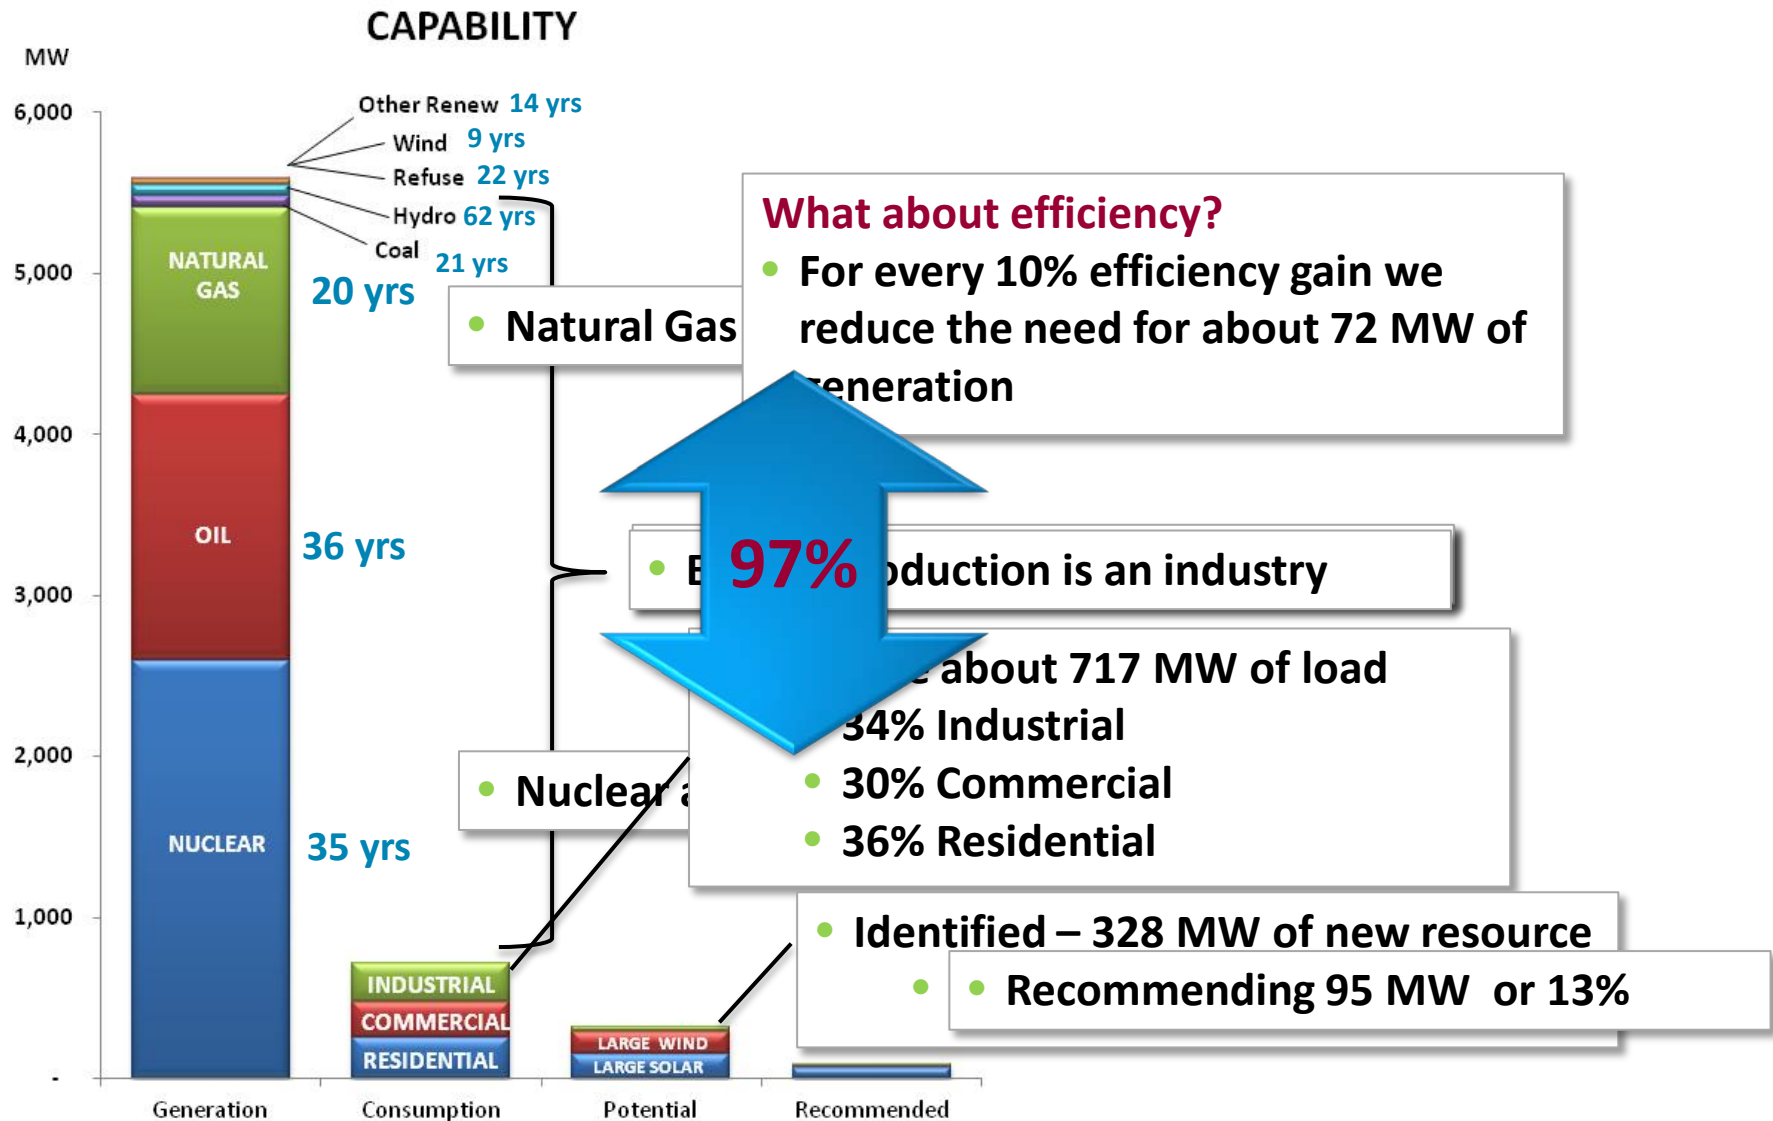 CAPABILITY
MW
6,000
5,000
4,000
3,000
2,000
1,000
-
Other Renew 14 yrs
Wind 9 yrs
Refuse 22 yrs
Hydro 62 yrs
Coal 21 yrs
NATURAL
GAS
20 yrs
OIL
36 yrs
NUCLEAR
35 yrs
• Natural Gas
What about efficiency?
• For every 10% efficiency gain we
reduce the need for about 72 MW of
generation
97%
• is an industry
• Nuclear
about 717 MW of load
34% Industrial
• 30% Commercial
• 36% Residential
• Identified – 328 MW of new resource
• Recommending 95 MW or 13%
INDUSTRIAL
COMMERCIAL
RESIDENTIAL
LARGE WIND
LARGE SOLAR
Generation
Consumption
Potential
Recommended